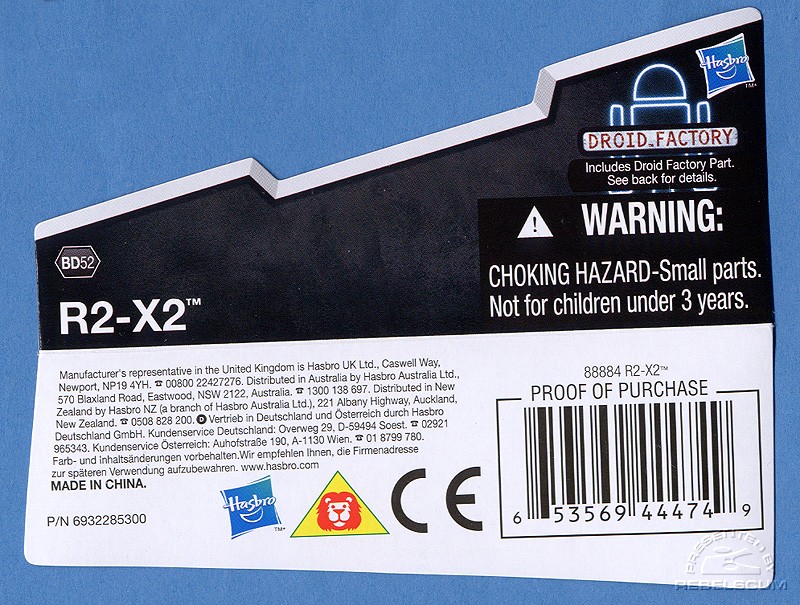 Hasbro
TM*
DROID FACTORY
Includes Droid Factory Part.
See back for details.
WARNING:
CHOKING HAZARD-Small parts.
Not for children under 3 years.
BD52
R2-X2™
Manufacturer's representative in the United Kingdom is Hasbro UK Ltd., Caswell Way,
Newport, NP19 4YH. ☎ 00800 22427276. Distributed in Australia by Hasbro Australia Ltd.,
570 Blaxland Road, Eastwood, NSW 2122, Australia. ☎ 1300 138 697. Distributed in New
Zealand by Hasbro NZ (a branch of Hasbro Australia Ltd.), 221 Albany Highway, Auckland,
New Zealand. ☎ 0508 828 200. D Vertrieb in Deutschland und Österreich durch Hasbro
Deutschland GmbH. Kundenservice Deutschland: Overweg 29, D-59494 Soest. ☎ 02921
965343. Kundenservice Österreich: Auhofstraße 190, A-1130 Wien. ☎ 01 8799 780.
Farb- und Inhaltsänderungen vorbehalten.Wir empfehlen Ihnen, die Firmenadresse
zur späteren Verwendung aufzubewahren. www.hasbro.com
MADE IN CHINA.
P/N 6932285300
Hasbro
TM*
CE
88884 R2-X2™
PROOF OF PURCHASE
6 53569 44474 9
PRESENTED BY
REBELSCUM